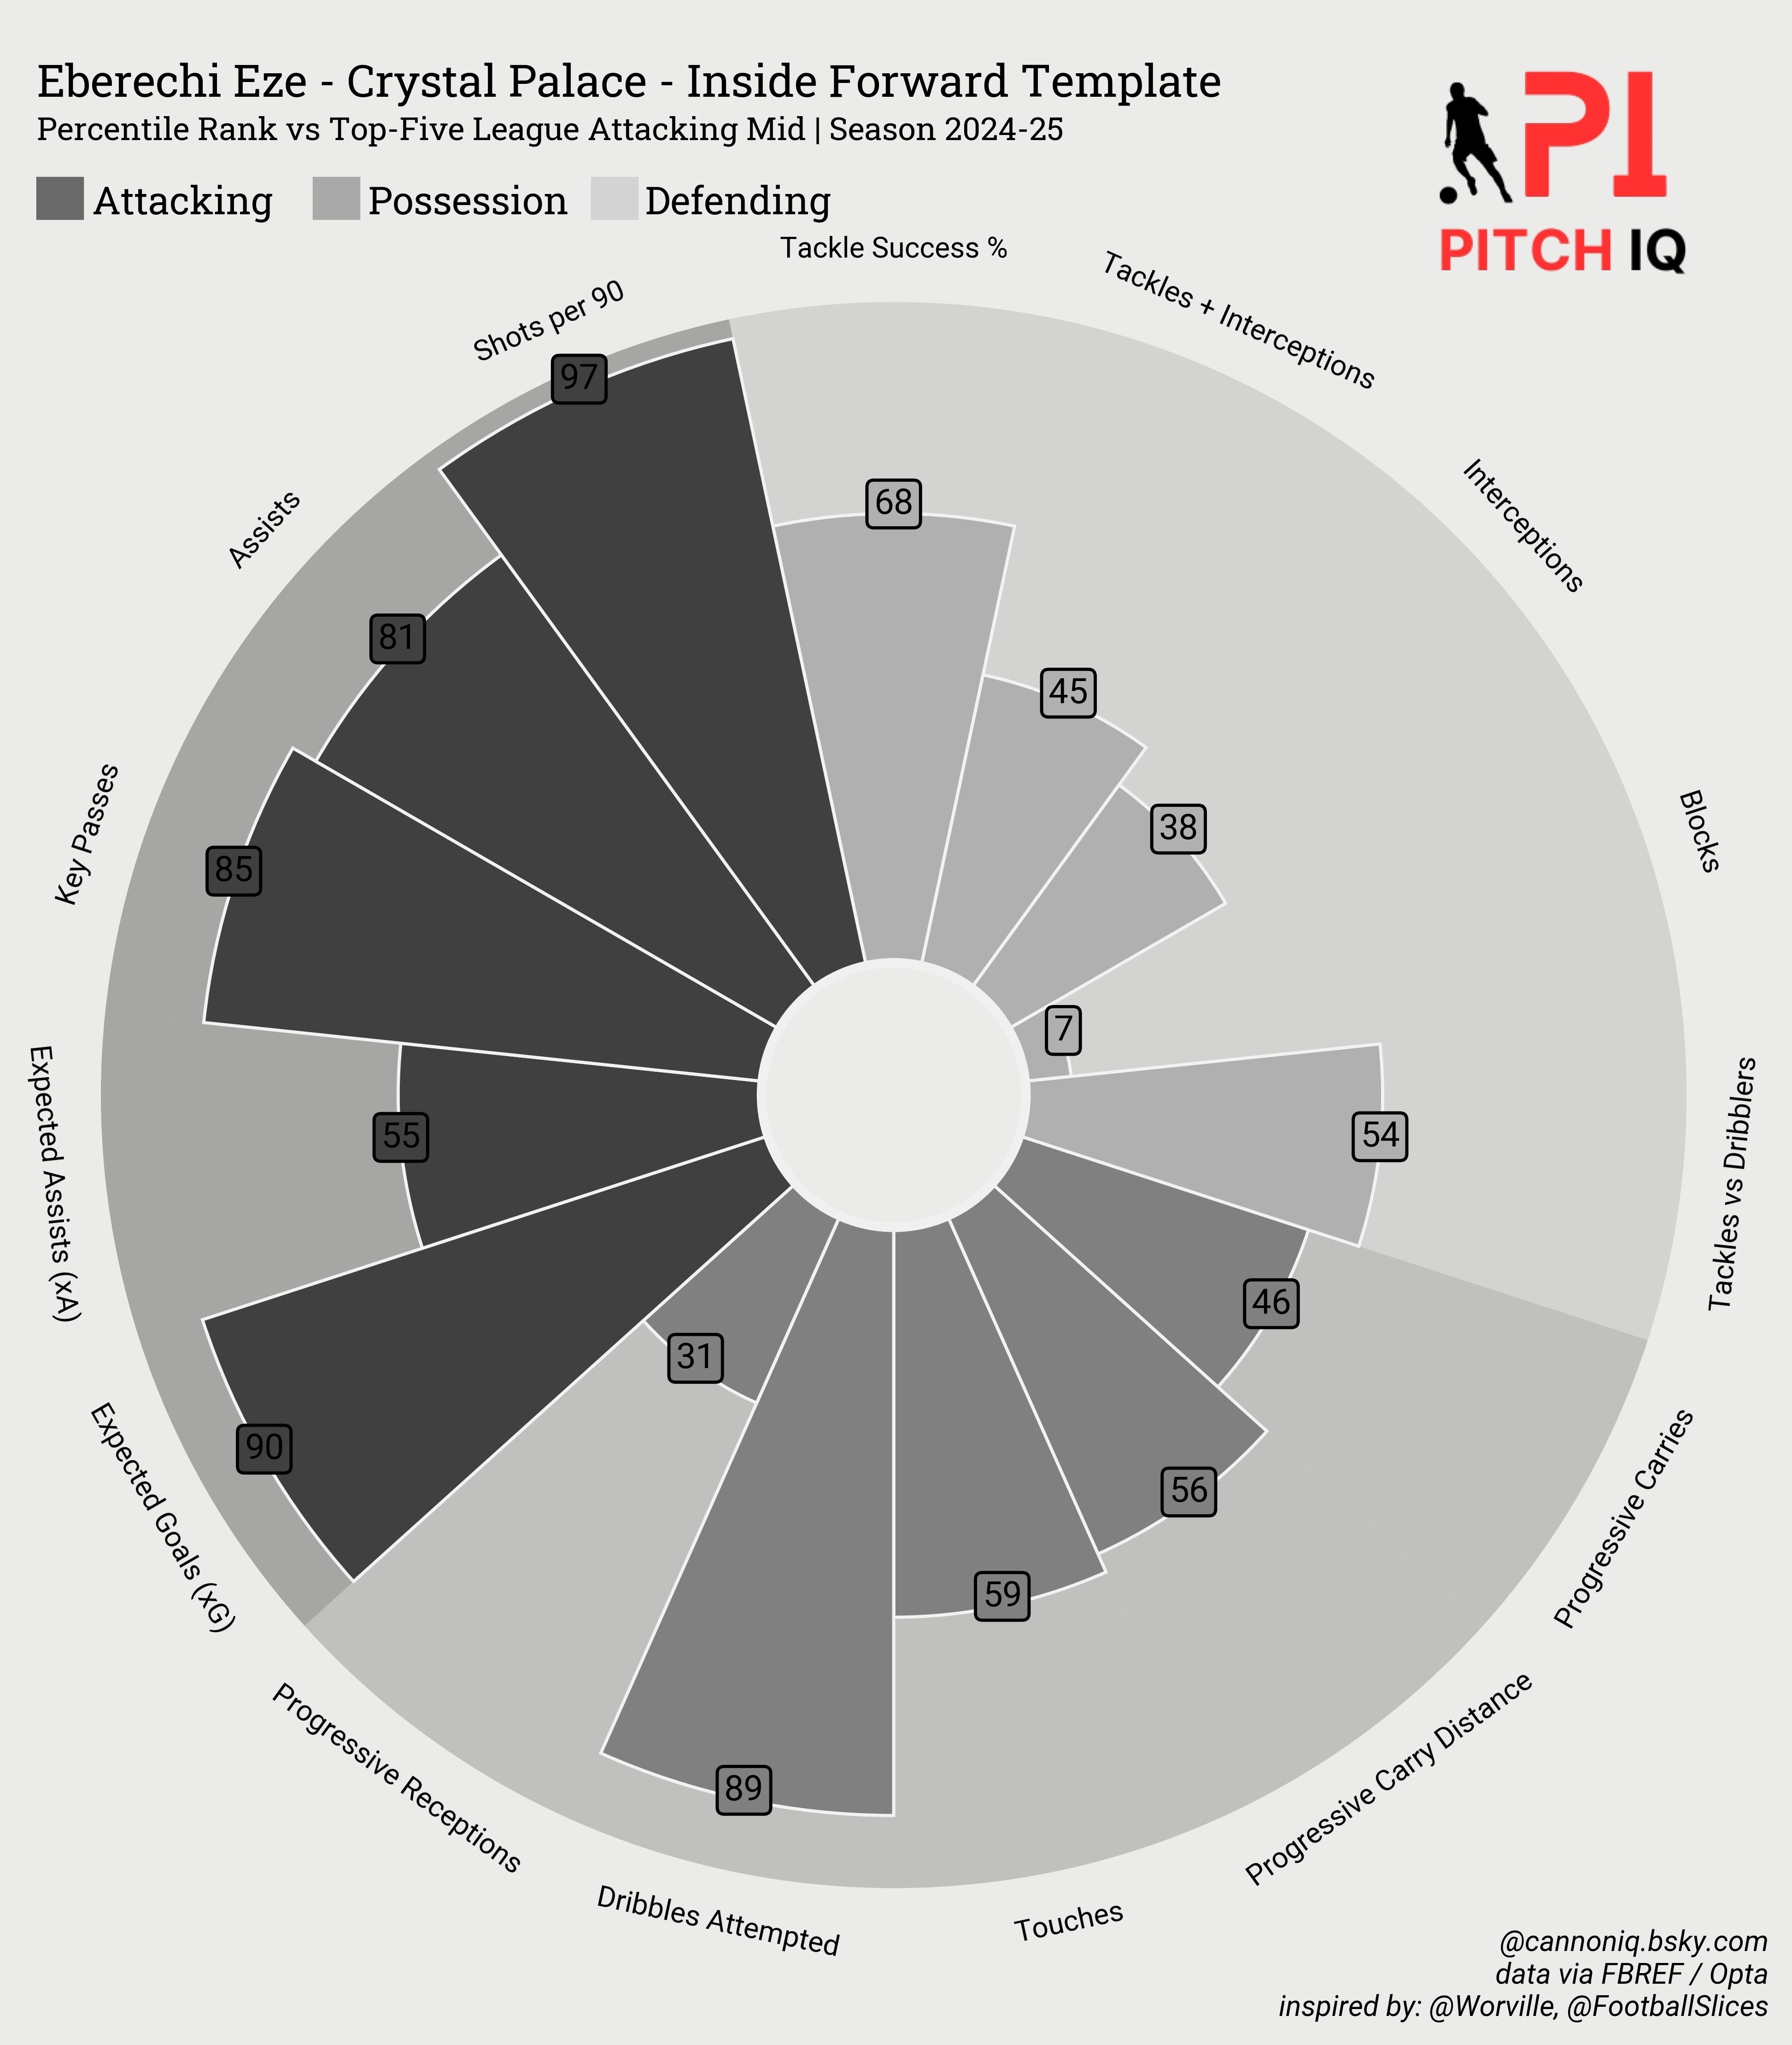 Eberechi Eze - Crystal Palace - Inside Forward Template
Percentile Rank vs Top-Five League Attacking Mid | Season 2024-25
Attacking
Possession
Defending
PI
PITCH IQ
Tackle Success %
68
Tackles + Interceptions
45
Interceptions
38
Blocks
7
Tackles vs Dribblers
54
Progressive Carries
46
Progressive Carry Distance
56
Touches
59
Dribbles Attempted
89
Progressive Receptions
31
Expected Goals (xG)
90
Expected Assists (xA)
55
Key Passes
85
Assists
81
Shots per 90
97
@cannoniq.bsky.com
data via FBREF / Opta
inspired by: @Worville, @FootballSlices